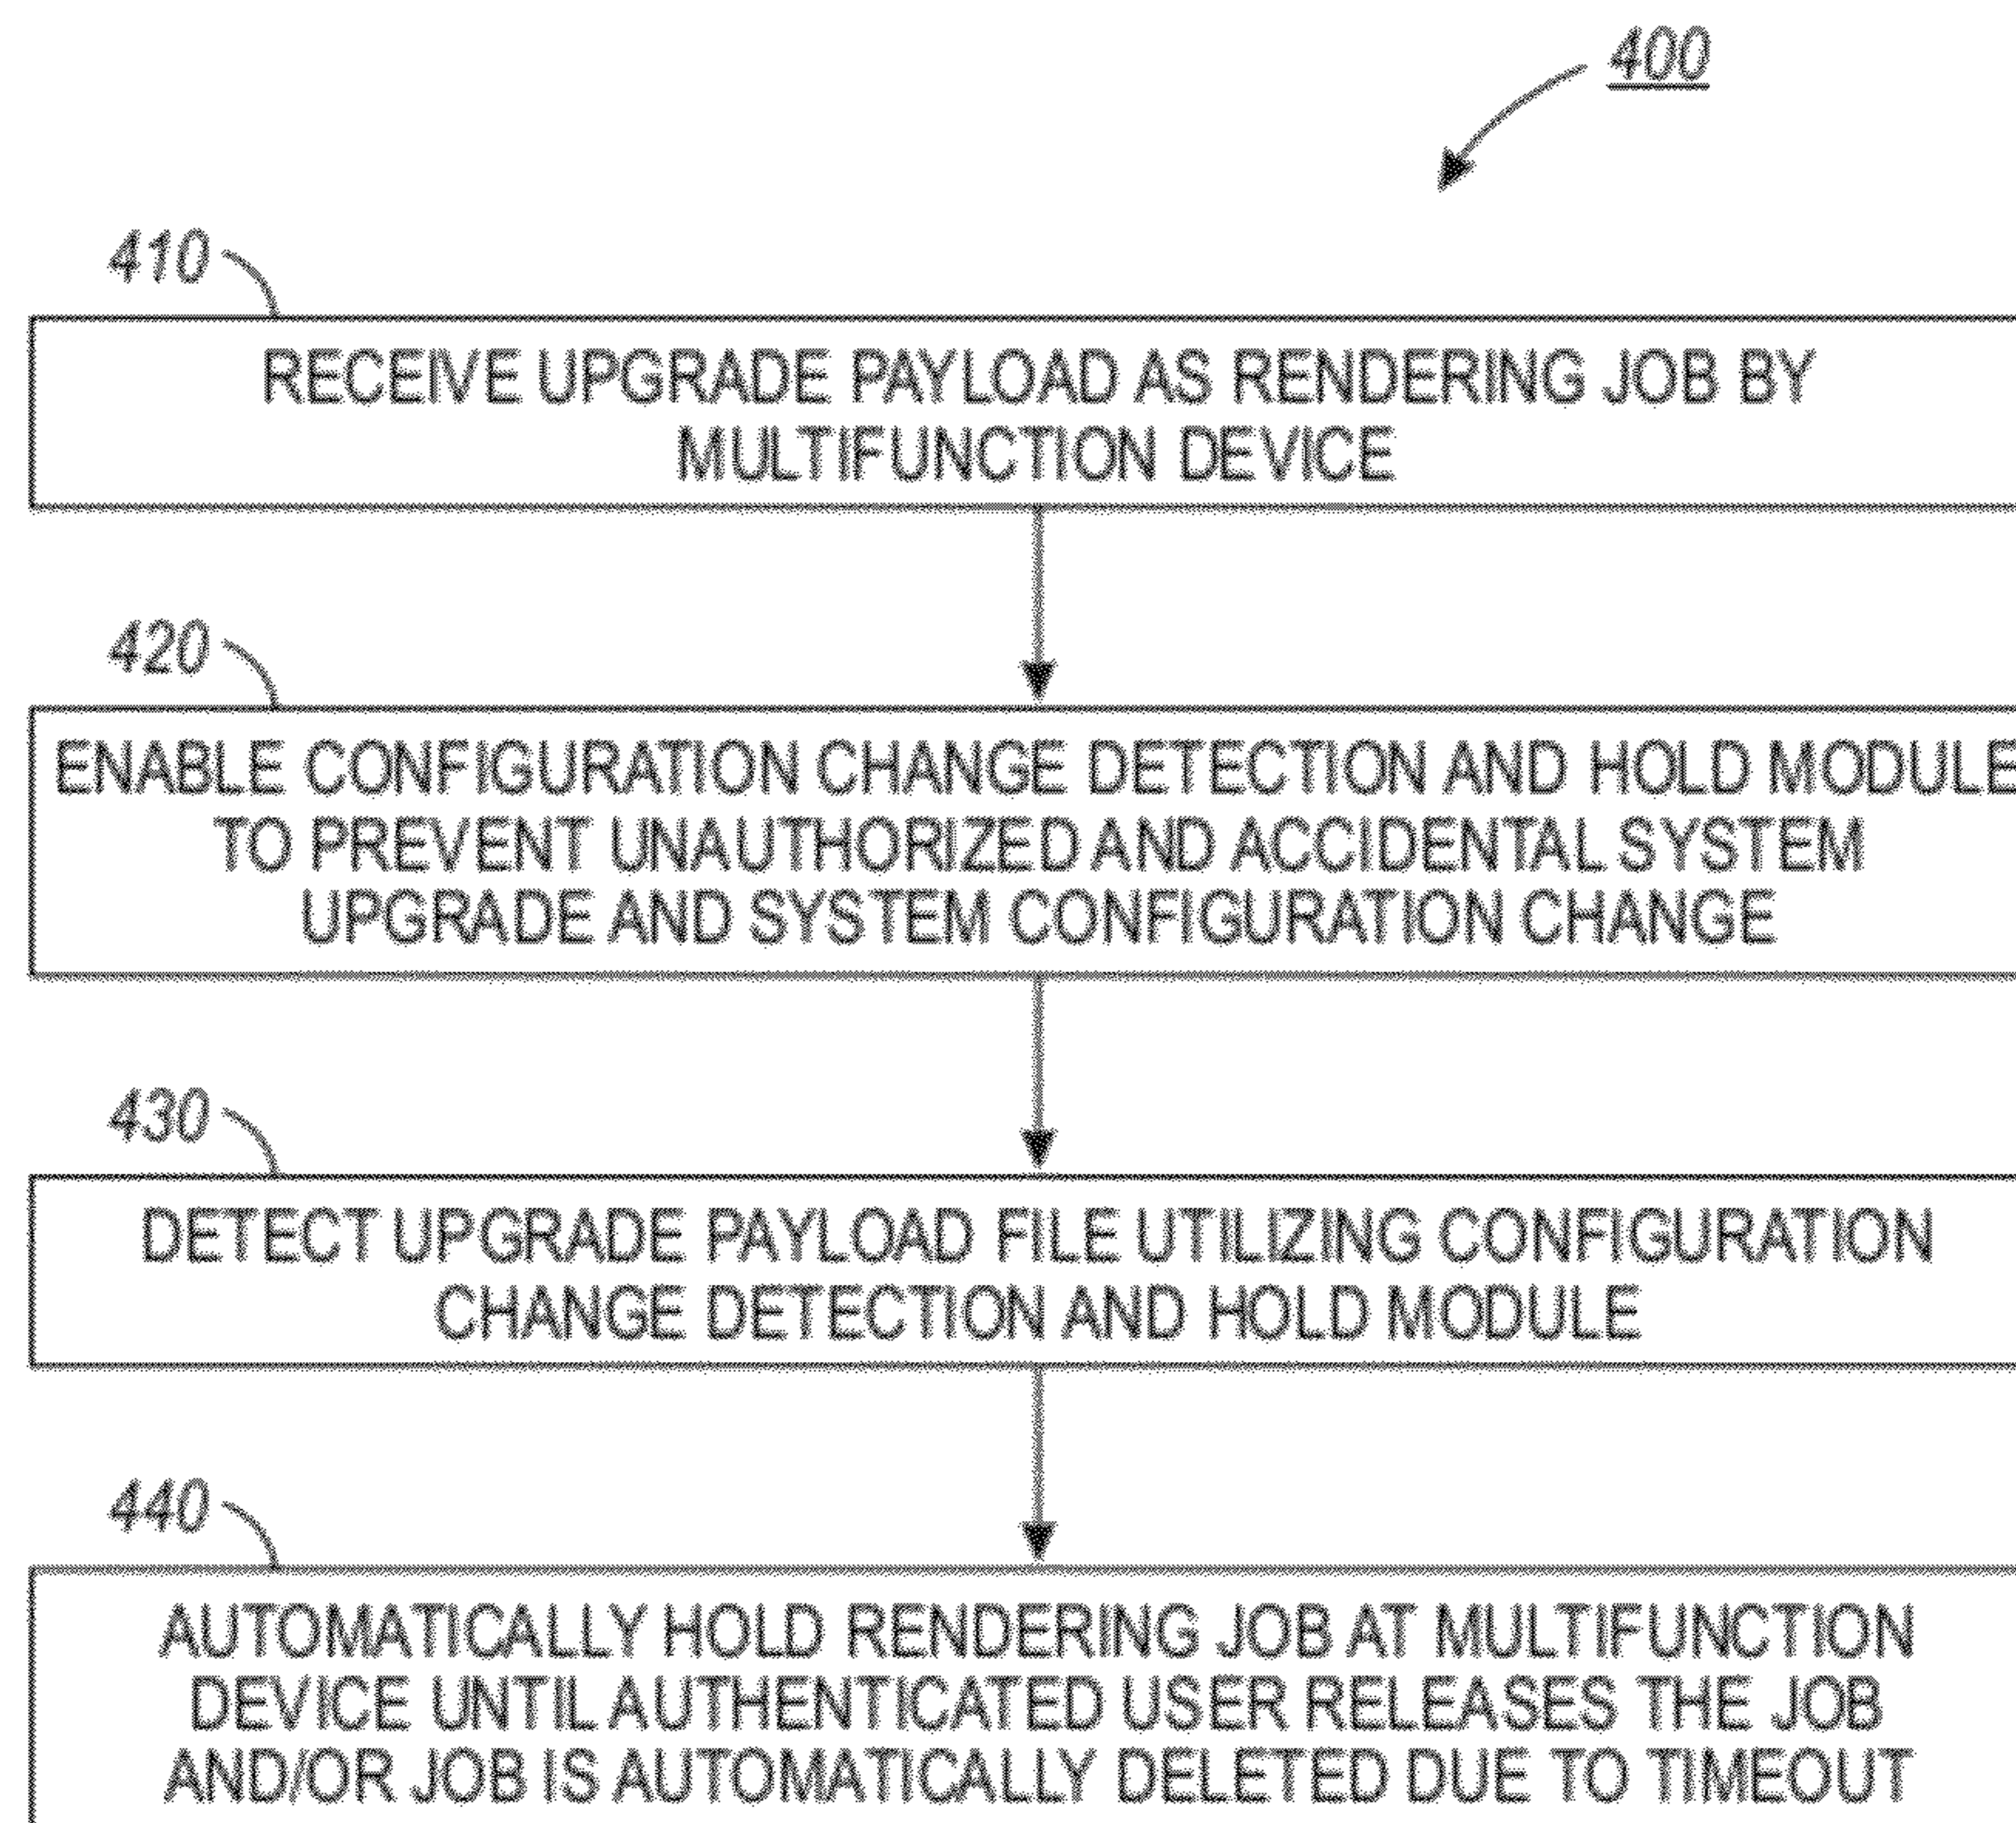 400
410
RECEIVE UPGRADE PAYLOAD AS RENDERING JOB BY
MULTIFUNCTION DEVICE
420
ENABLE CONFIGURATION CHANGE DETECTION AND HOLD MODULE
TO PREVENT UNAUTHORIZED AND ACCIDENTAL SYSTEM
UPGRADE AND SYSTEM CONFIGURATION CHANGE
430
DETECT UPGRADE PAYLOAD FILE UTILIZING CONFIGURATION
CHANGE DETECTION AND HOLD MODULE
440
AUTOMATICALLY HOLD RENDERING JOB AT MULTIFUNCTION
DEVICE UNTIL AUTHENTICATED USER RELEASES THE JOB
AND/OR JOB IS AUTOMATICALLY DELETED DUE TO TIMEOUT